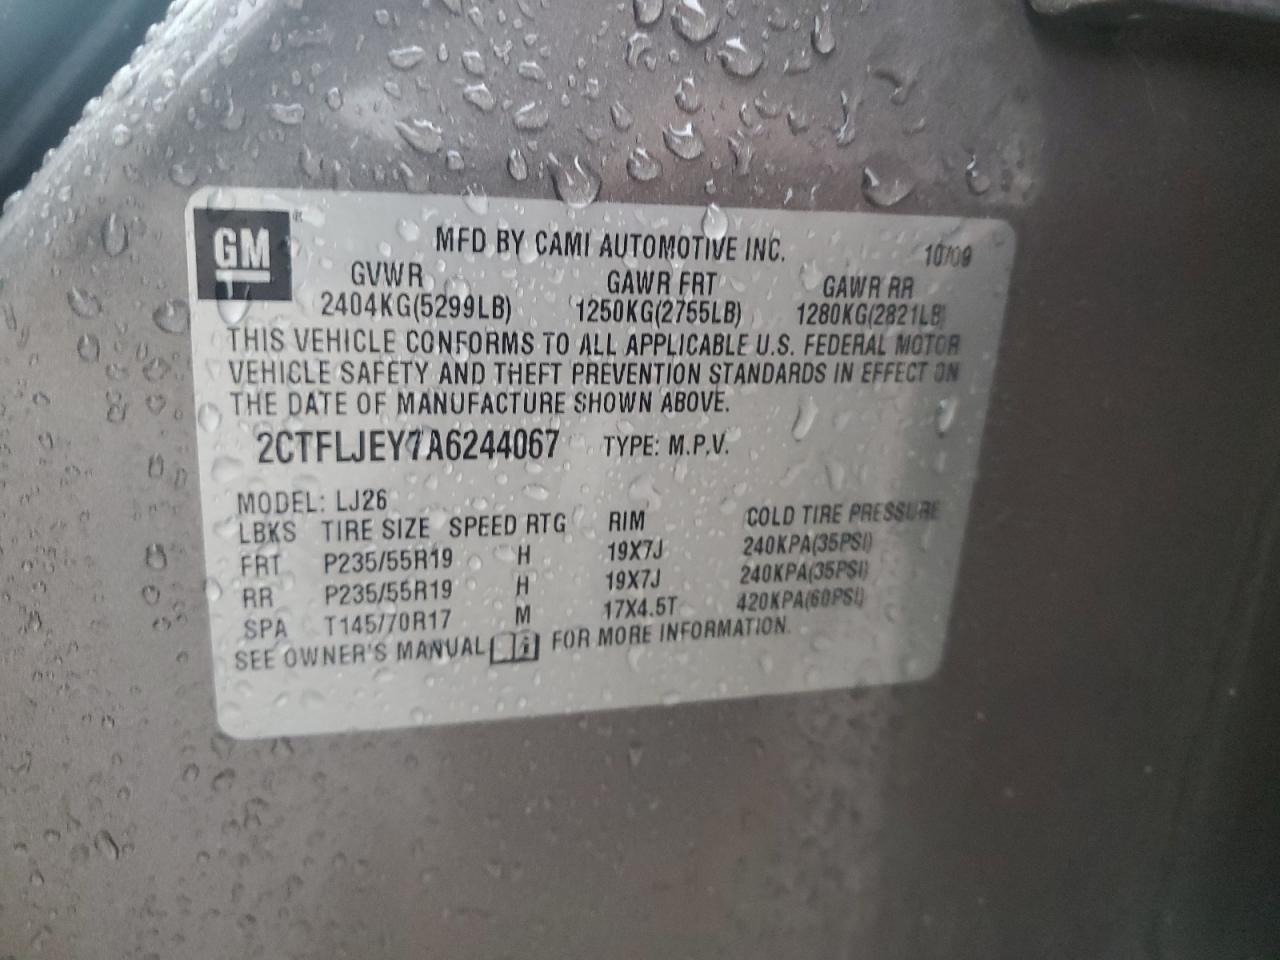 GM ®
MFD BY CAMI AUTOMOTIVE INC. 10/09
GVWR GAWR FRT GAWR RR
2404KG(5299LB) 1250KG(2755LB) 1280KG(2821LB)
THIS VEHICLE CONFORMS TO ALL APPLICABLE U.S. FEDERAL MOTOR
VEHICLE SAFETY AND THEFT PREVENTION STANDARDS IN EFFECT ON
THE DATE OF MANUFACTURE SHOWN ABOVE.
2CTFLJEY7A6244067 TYPE: M.P.V.
MODEL: LJ26
LBKS TIRE SIZE SPEED RTG RIM COLD TIRE PRESSURE
FRT P235/55R19 H 19X7J 240KPA(35PSI)
RR P235/55R19 H 19X7J 240KPA(35PSI)
SPA T145/70R17 M 17X4.5T 420KPA(60PSI)
SEE OWNER'S MANUAL FOR MORE INFORMATION.